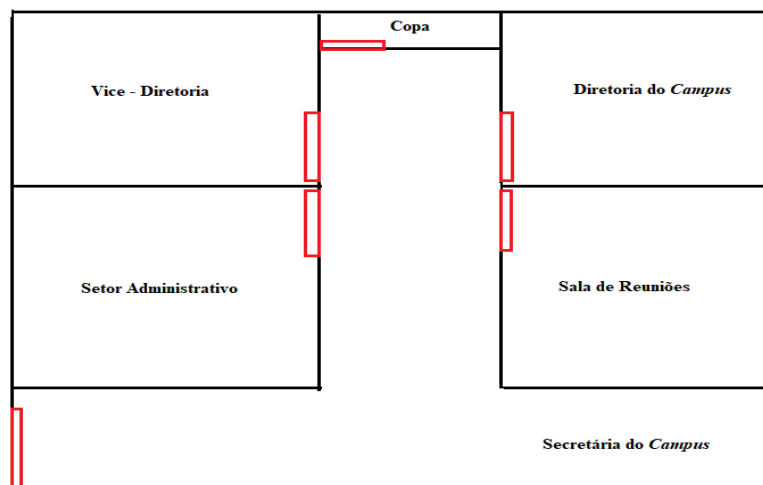 Copa
Vice - Diretoria
Diretoria do Campus
Setor Administrativo
Sala de Reuniões
Secretária do Campus